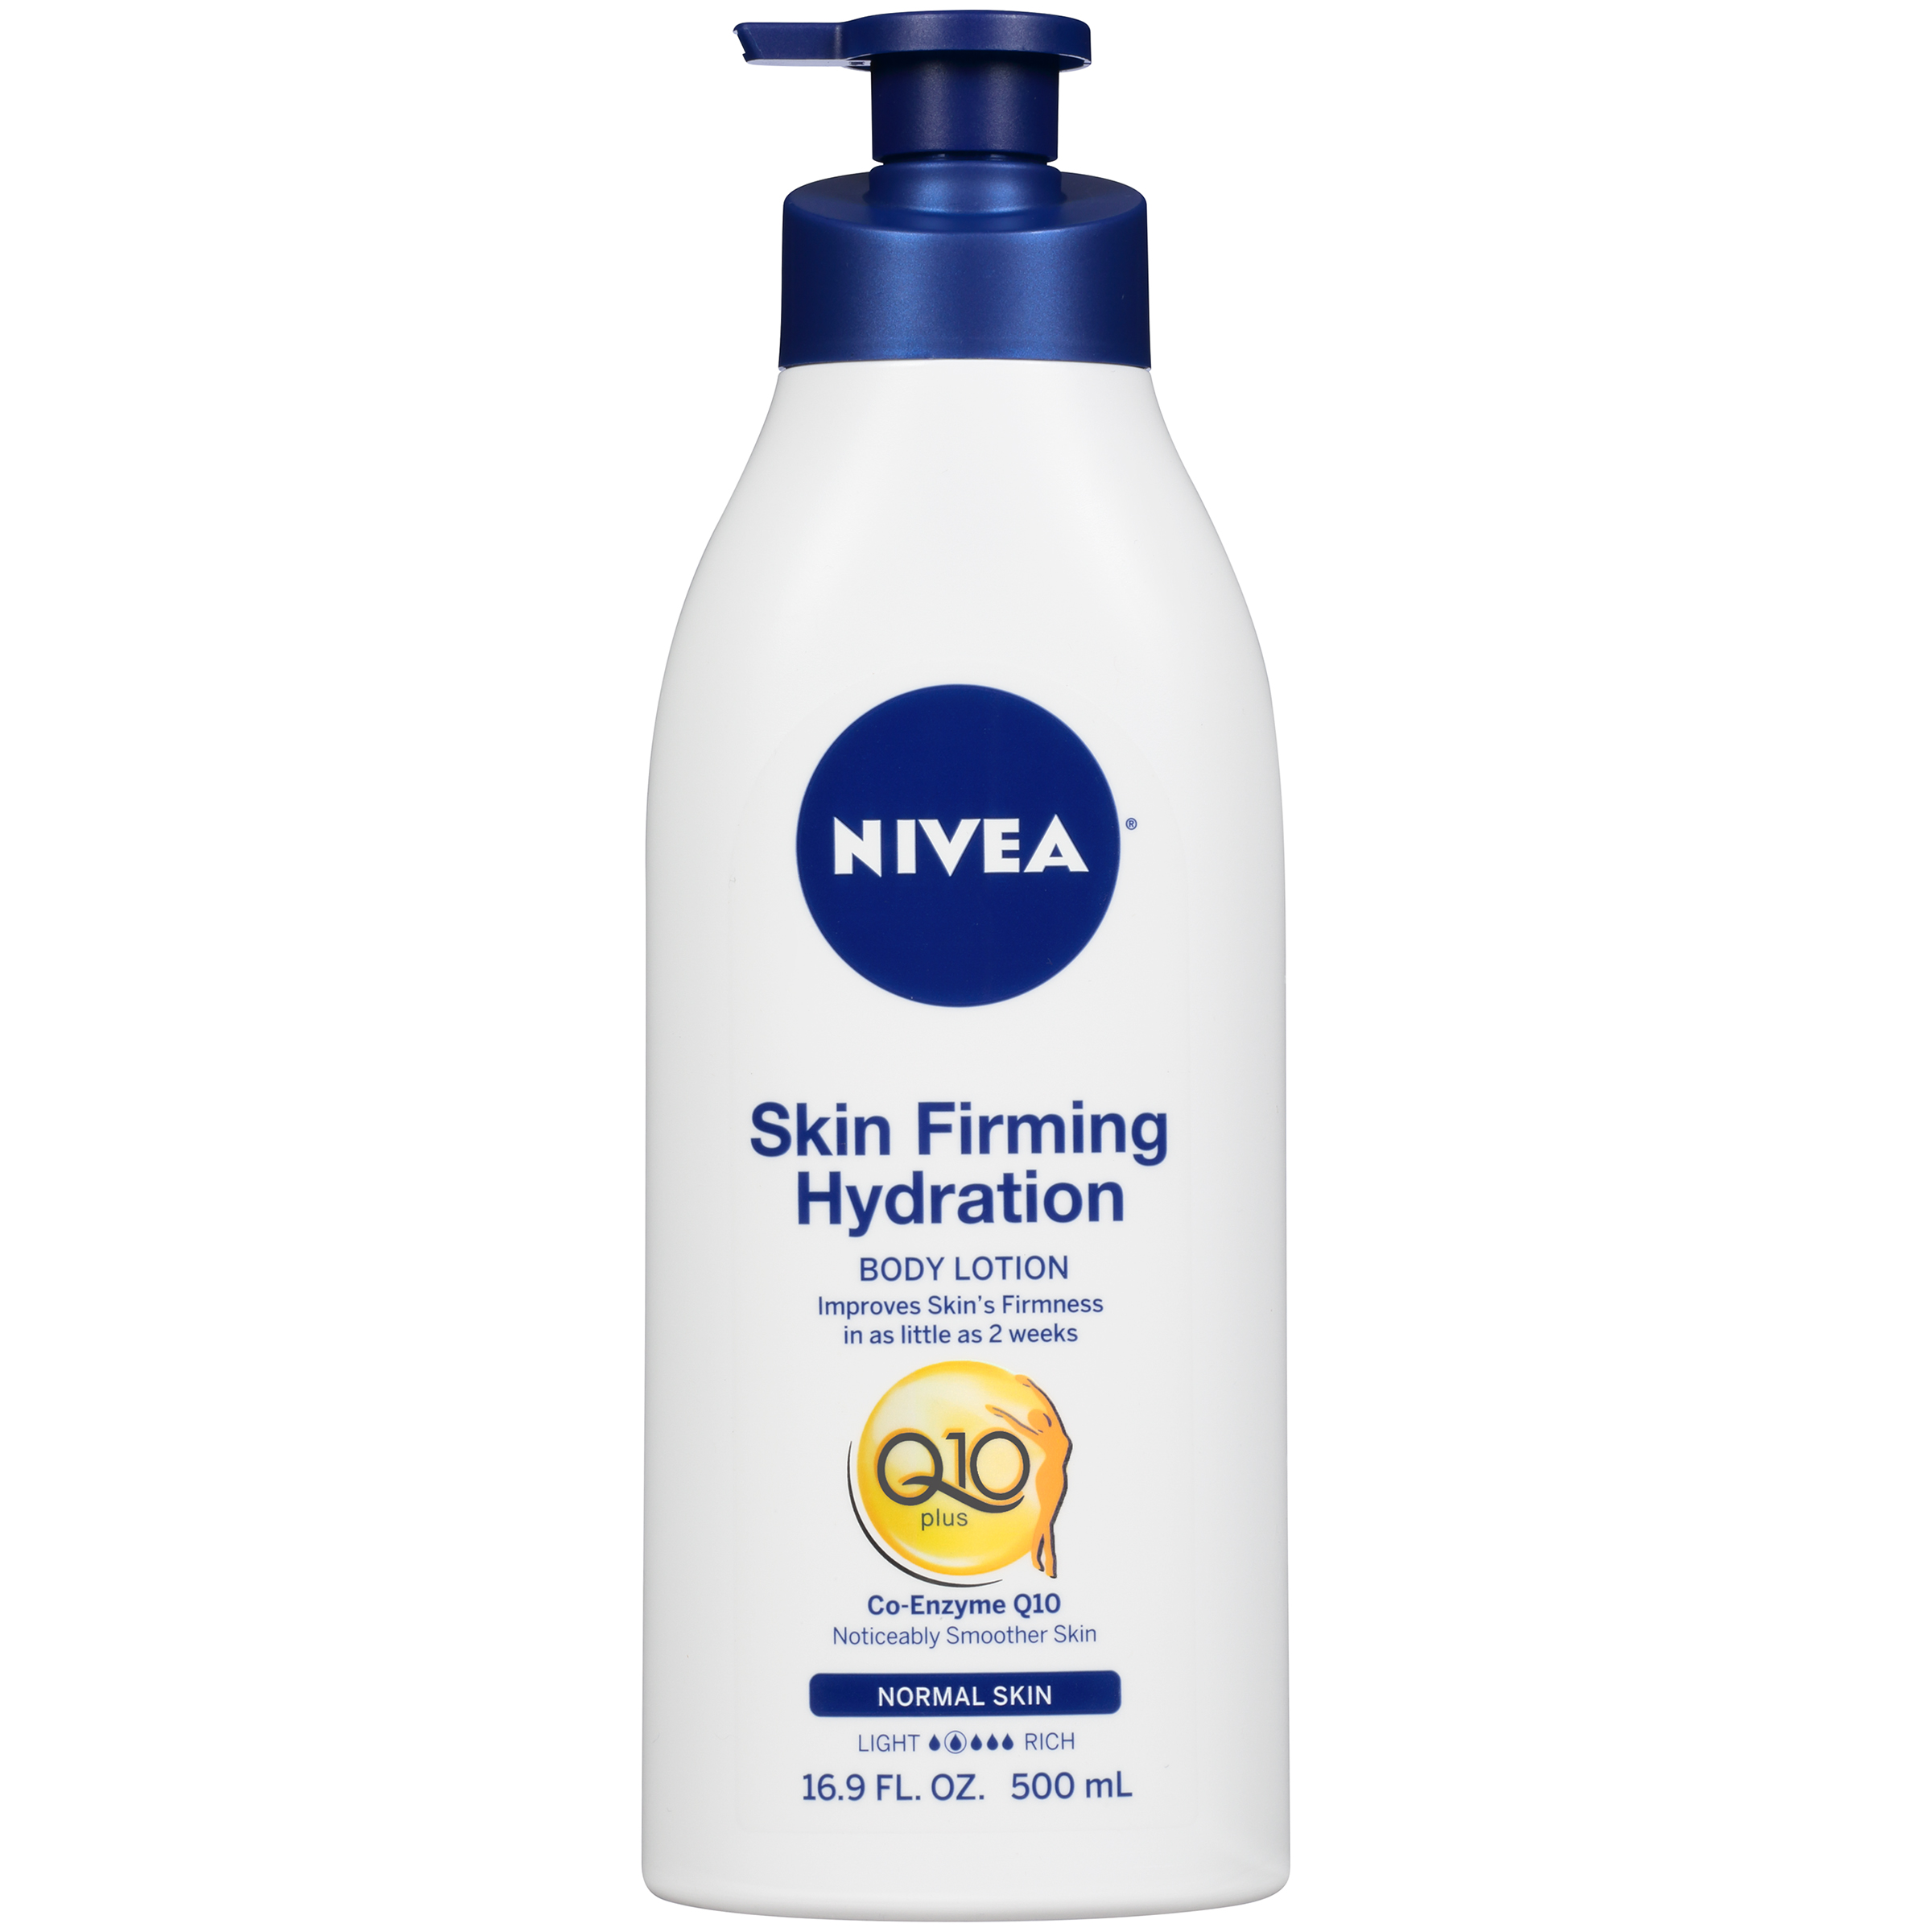 NIVEA®
Skin Firming
Hydration
BODY LOTION
Improves Skin's Firmness
in as little as 2 weeks
Q10
plus
Co-Enzyme Q10
Noticeably Smoother Skin
NORMAL SKIN
LIGHT RICH
16.9 FL. OZ. 500 mL